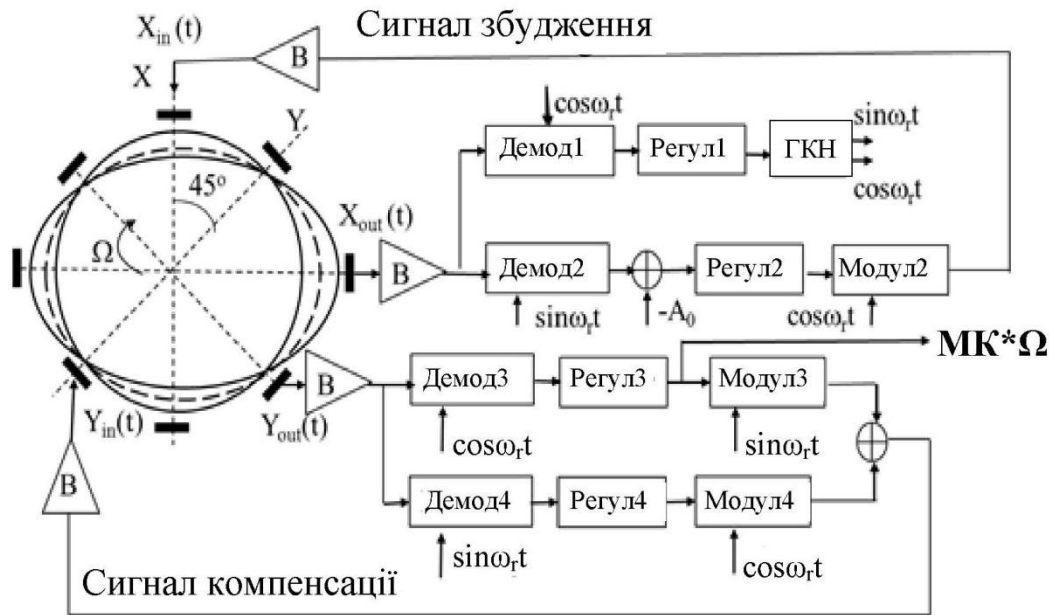 X_in (t)
Сигнал збудження
B
X
Y
cosω_r t
sinω_r t
Демод1
Регул1
ГКН
cosω_r t
45°
X_out (t)
Ω
B
Демод2
Регул2
Модул2
sinω_r t
-A_0
cosω_r t
МК*Ω
B
Демод3
Регул3
Модул3
Y_in(t)
Y_out(t)
cosω_r t
sinω_r t
B
Демод4
Регул4
Модул4
sinω_r t
cosω_r t
Сигнал компенсації